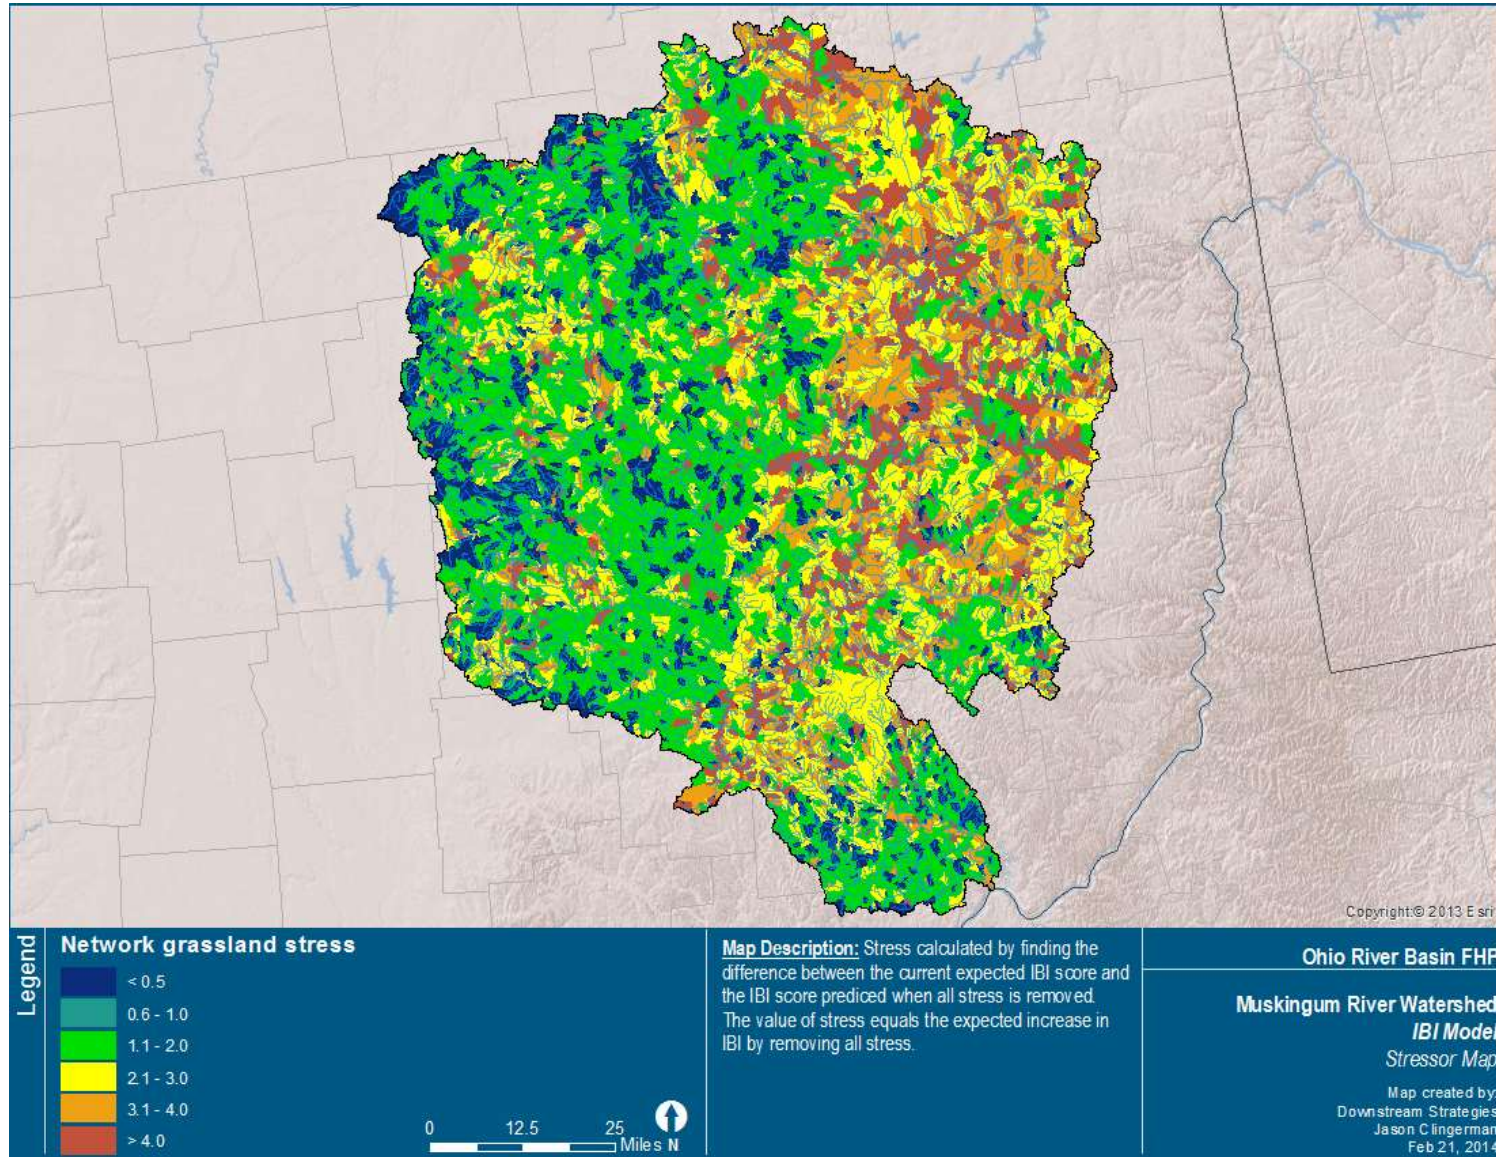 Copyright:© 2013 Esri
Legend
Network grassland stress
< 0.5
0.6 - 1.0
1.1 - 2.0
2.1 - 3.0
3.1 - 4.0
> 4.0
0 12.5 25
Miles N
Map Description: Stress calculated by finding the
difference between the current expected IBI score and
the IBI score prediced when all stress is removed.
The value of stress equals the expected increase in
IBI by removing all stress.
Ohio River Basin FHP
Muskingum River Watershed
IBI Model
Stressor Map
Map created by:
Downstream Strategies
Jason Clingerman
Feb 21, 2014